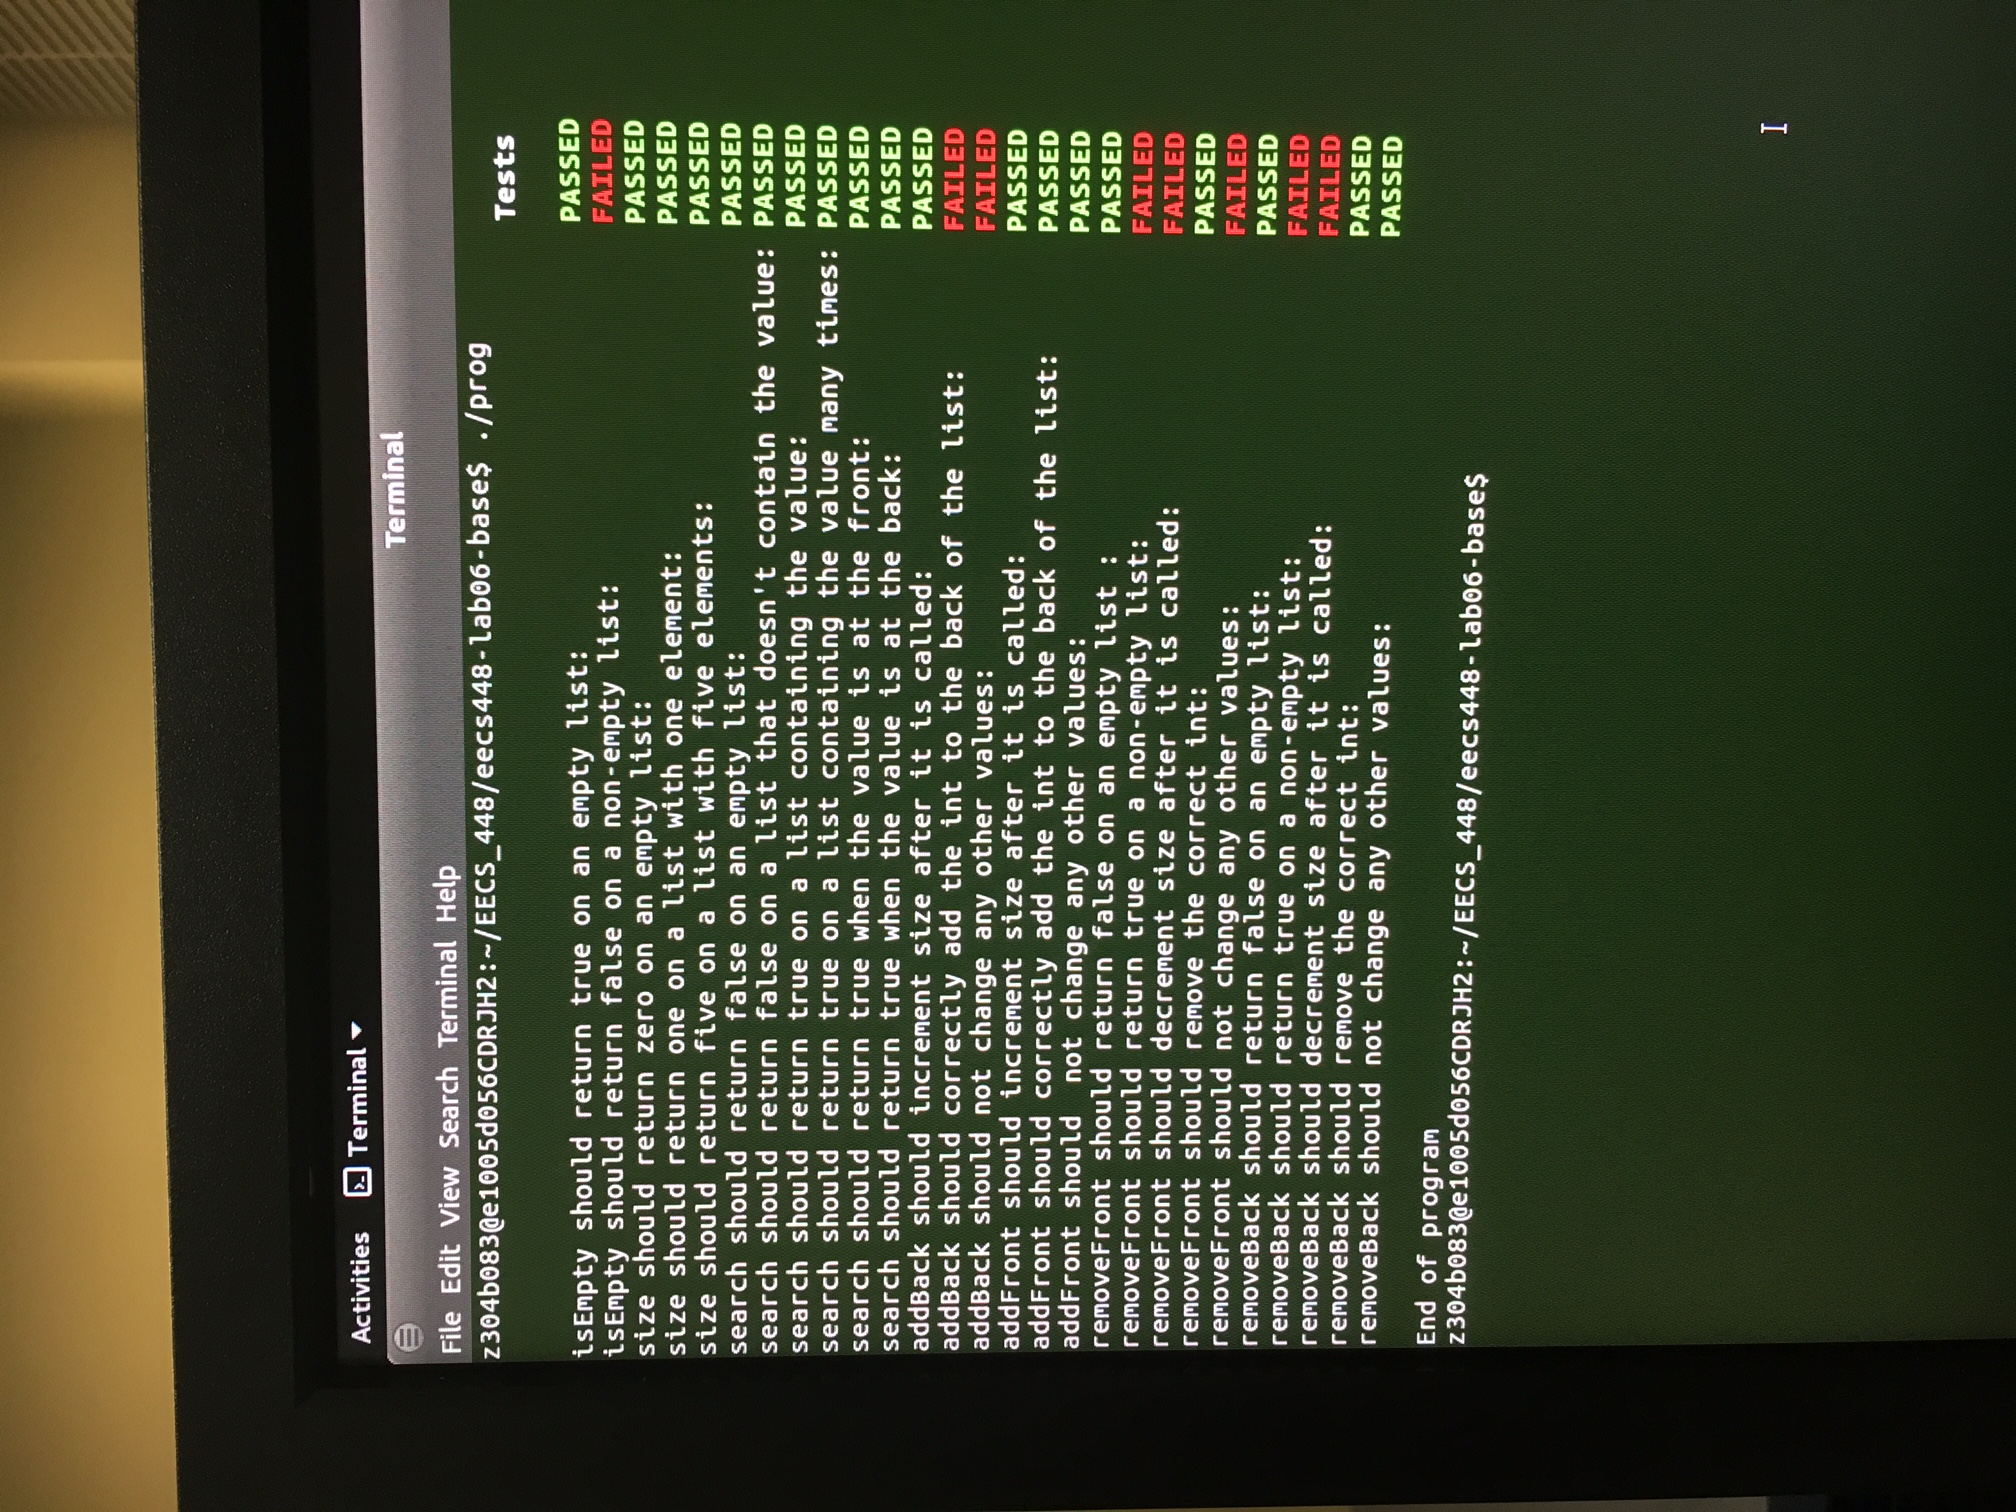 Activities Terminal
Terminal
File Edit View Search Terminal Help
z304b083@e1005d056CDRJH2:~/EECS_448/eecs448-lab06-base$ ./prog
Tests
isEmpty should return true on an empty list: PASSED
isEmpty should return false on a non-empty list: FAILED
size should return zero on an empty list: PASSED
size should return one on a list with one element: PASSED
size should return five on a list with five elements: PASSED
search should return false on an empty list: PASSED
search should return false on a list that doesn't contain the value: PASSED
search should return true on a list containing the value: PASSED
search should return true on a list containing the value many times: PASSED
search should return true when the value is at the front: PASSED
search should return true when the value is at the back: PASSED
addBack should increment size after it is called: PASSED
addBack should correctly add the int to the back of the list: FAILED
addBack should not change any other values: FAILED
addFront should increment size after it is called: PASSED
addFront should correctly add the int to the back of the list: PASSED
addFront should  not change any other values: PASSED
removeFront should return false on an empty list : PASSED
removeFront should return true on a non-empty list: FAILED
removeFront should decrement size after it is called: FAILED
removeFront should remove the correct int: PASSED
removeFront should not change any other values: FAILED
removeBack should return false on an empty list: PASSED
removeBack should return true on a non-empty list: FAILED
removeBack should decrement size after it is called: FAILED
removeBack should remove the correct int: PASSED
removeBack should not change any other values: PASSED
End of program
z304b083@e1005d056CDRJH2:~/EECS_448/eecs448-lab06-base$